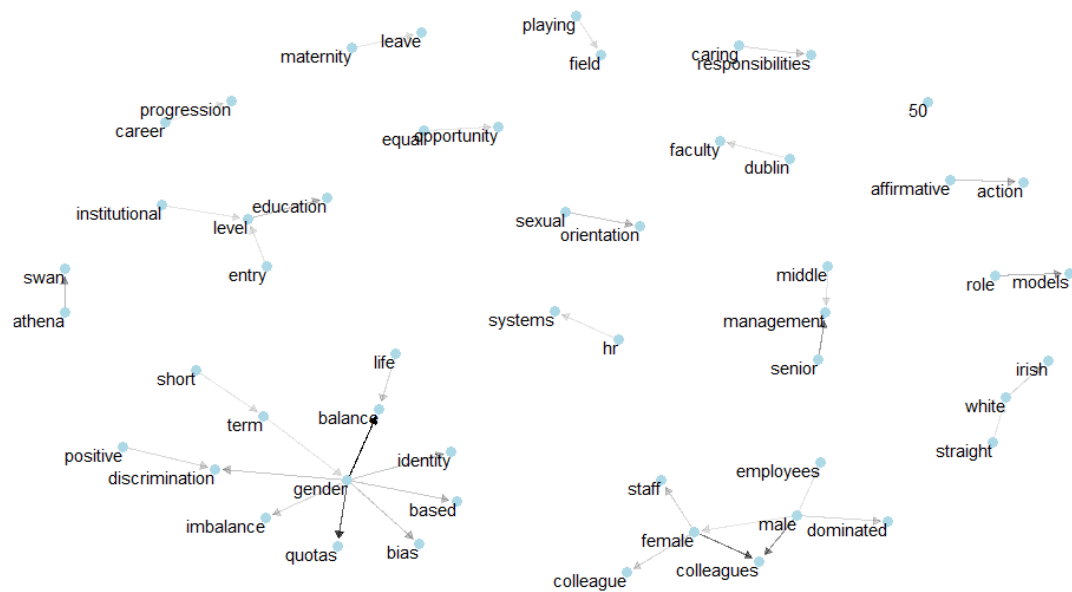 playing
leave
maternity
field
caring
responsibilities
progression
career
equal
opportunity
50
faculty
dublin
affirmative
action
institutional
education
level
sexual
orientation
entry
swan
athena
middle
role
models
systems
management
hr
senior
life
short
irish
balance
term
white
straight
positive
discrimination
identity
gender
based
imbalance
quotas
bias
employees
staff
male
dominated
female
colleagues
colleague